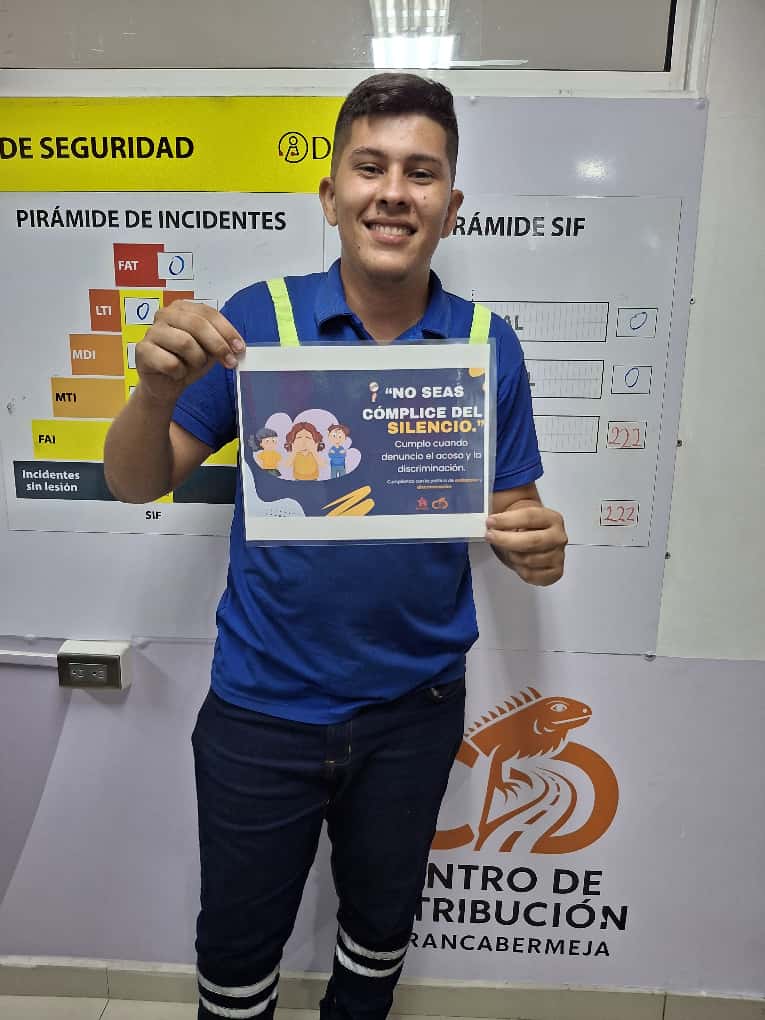 DE SEGURIDAD
D
PIRÁMIDE DE INCIDENTES
FAT
0
LTI
0
MDI
MTI
FAI
Incidentes
sin lesión
SIF
RÁMIDE SIF
AL
0
L
0
222
222
"NO SEAS
CÓMPLICE DEL
SILENCIO."
Cumplo cuando
denuncio el acoso y la
discriminación.
NTRO DE
TRIBUCIÓN
RANCABERMEJA